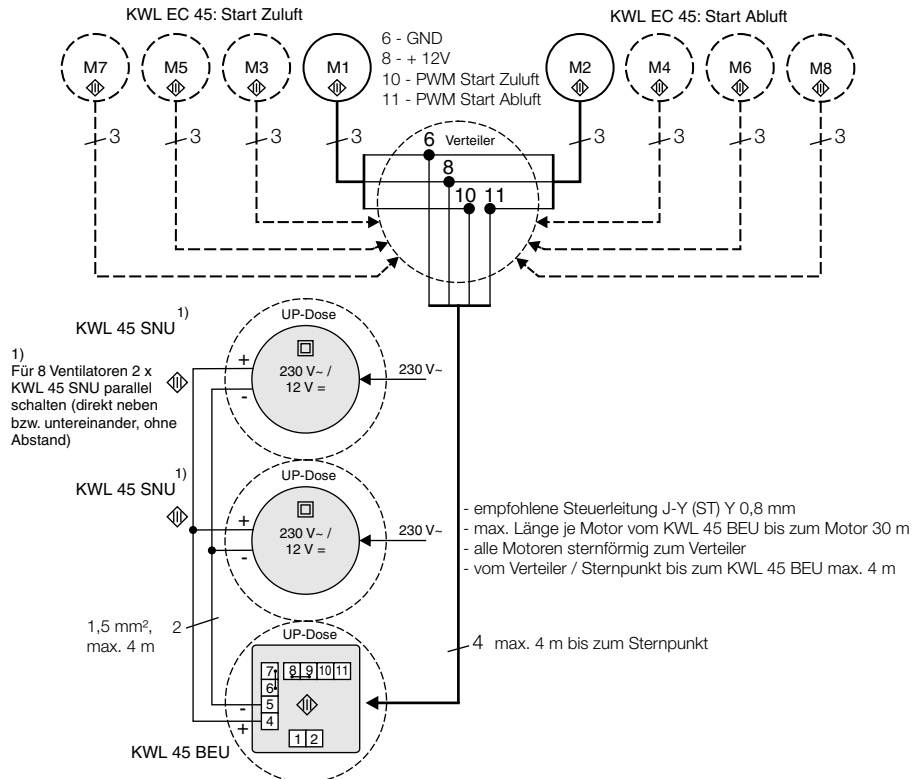 KWL EC 45: Start Zuluft
KWL EC 45: Start Abluft
M7
M5
M3
M1
6 - GND
8 - + 12V
10 - PWM Start Zuluft
11 - PWM Start Abluft
M2
M4
M6
M8
3
3
3
3
3
3
3
3
6 Verteiler
8
10 11
KWL 45 SNU 1)
UP-Dose
1)
Für 8 Ventilatoren 2 x
KWL 45 SNU parallel
schalten (direkt neben
bzw. untereinander, ohne
Abstand)
+
-
230 V~ /
12 V =
230 V~
KWL 45 SNU 1)
UP-Dose
+
-
230 V~ /
12 V =
230 V~
- empfohlene Steuerleitung J-Y (ST) Y 0,8 mm
- max. Länge je Motor vom KWL 45 BEU bis zum Motor 30 m
- alle Motoren sternförmig zum Verteiler
- vom Verteiler / Sternpunkt bis zum KWL 45 BEU max. 4 m
1,5 mm²,
max. 4 m
2
UP-Dose
4 max. 4 m bis zum Sternpunkt
7 8 9 10 11
6
- 5
+ 4
1 2
KWL 45 BEU